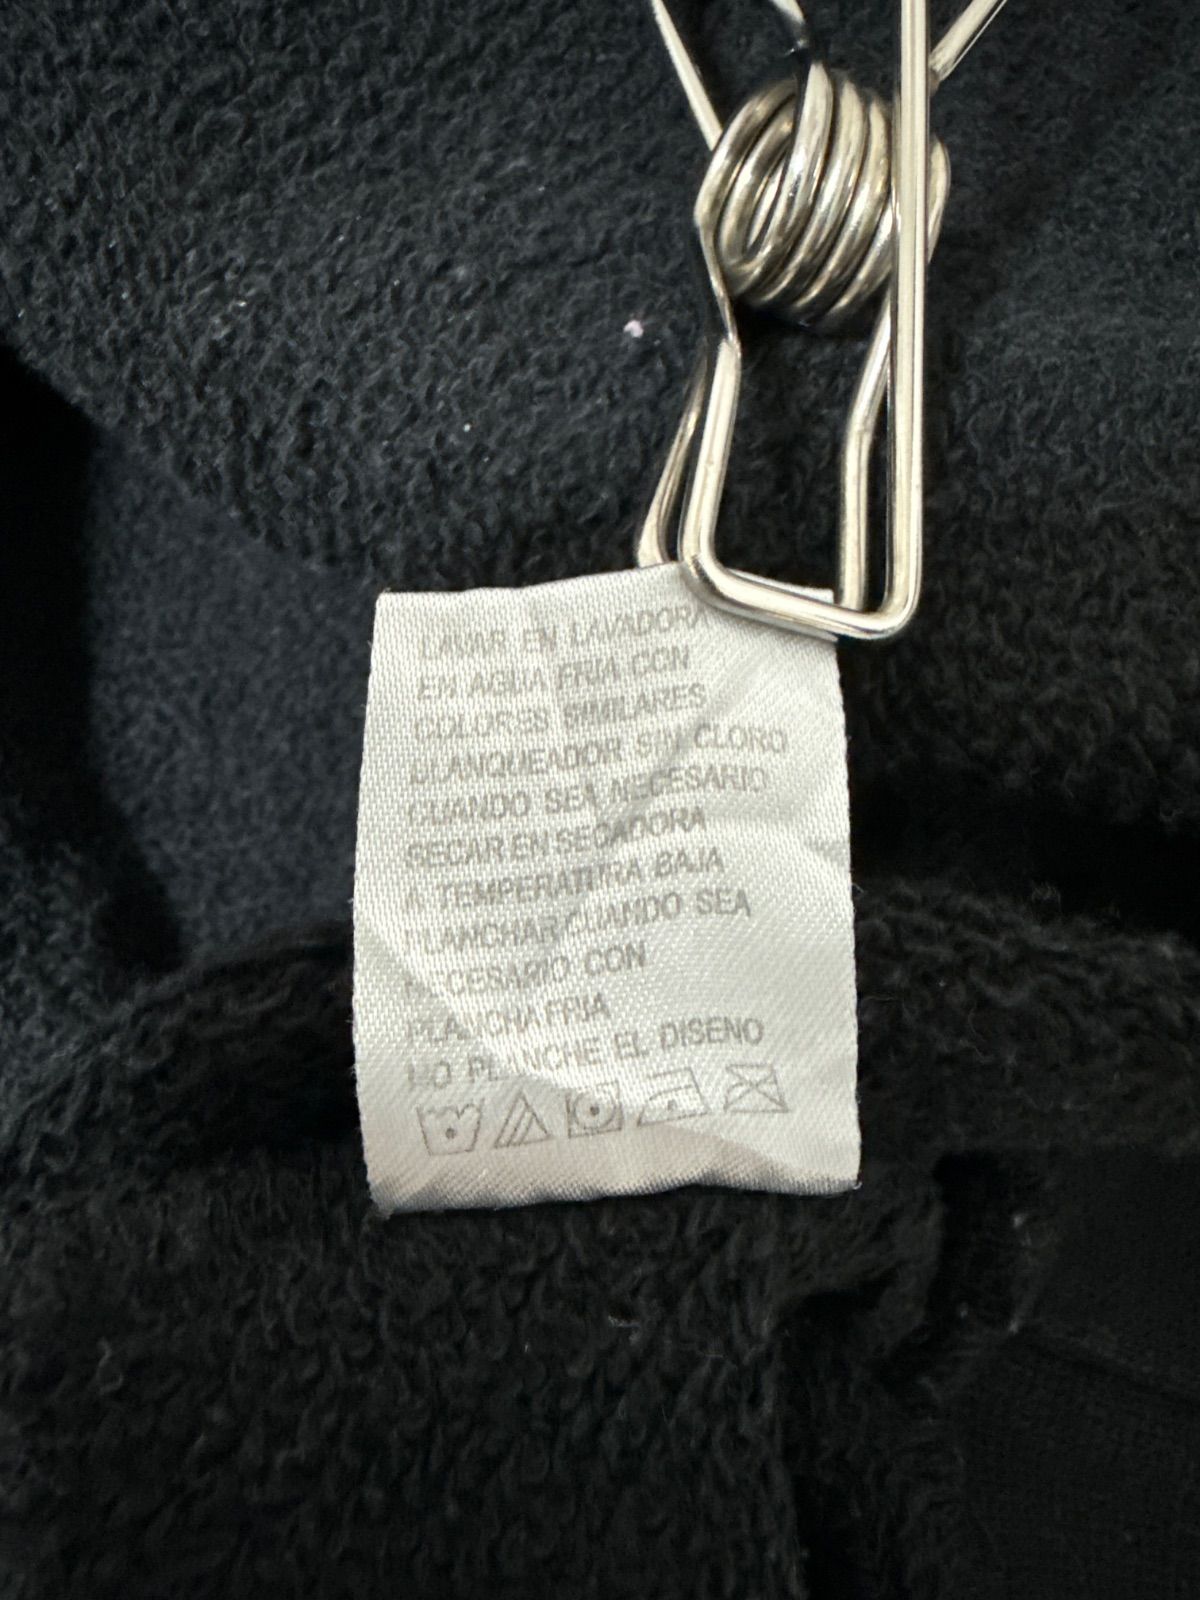 LAVAR EN LAVADORA
EN AGUA FRIA CON
COLORES SIMILARES
BLANQUEADOR SIN CLORO
CUANDO SEA NECESARIO
SECAR EN SECADORA
A TEMPERATURA BAJA
PLANCHAR CUANDO SEA
NECESARIO CON
PLANCHA FRIA
NO PLANCHE EL DISENO